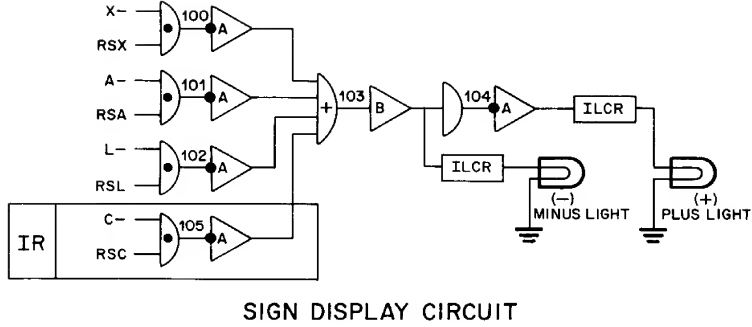 X-
100
A
RSX
A-
101
A
RSA
+
103
B
104
A
ILCR
L-
102
A
RSL
ILCR
(-)
MINUS LIGHT
(+)
PLUS LIGHT
IR
C-
105
A
RSC
SIGN DISPLAY CIRCUIT